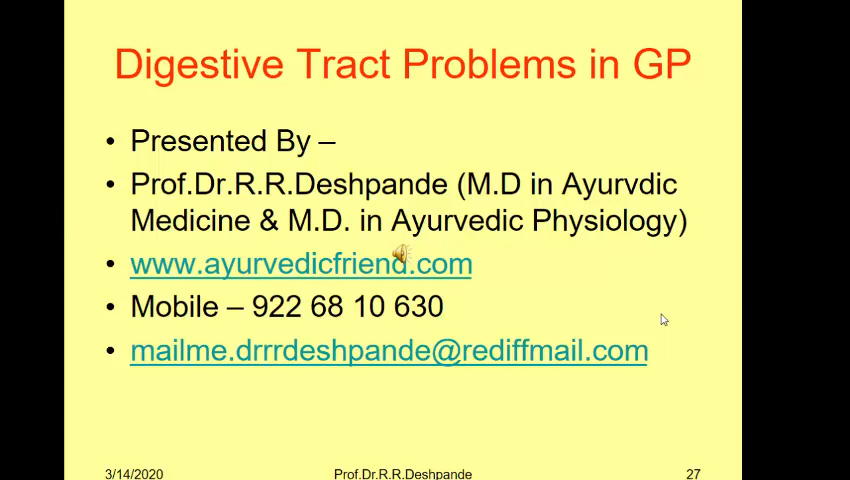 Digestive Tract Problems in GP
• Presented By –
• Prof.Dr.R.R.Deshpande (M.D in Ayurvdic
Medicine & M.D. in Ayurvedic Physiology)
• www.ayurvedicfriend.com
• Mobile – 922 68 10 630
• mailme.drrrdeshpande@rediffmail.com
3/14/2020 Prof.Dr.R.R.Deshpande 27